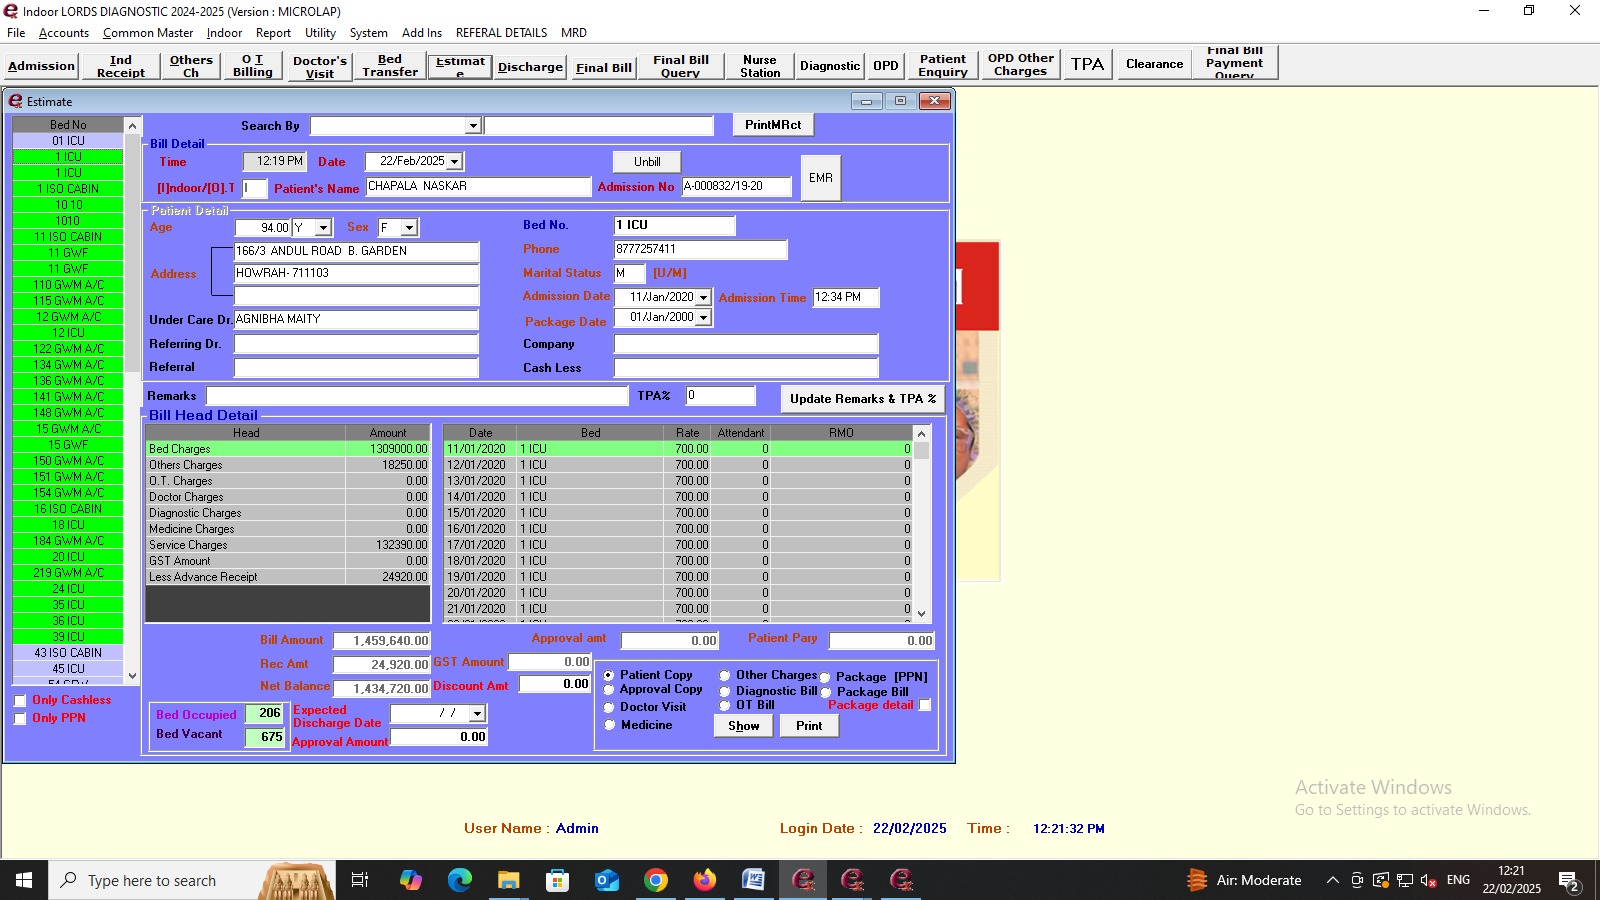 Indoor LORDS DIAGNOSTIC 2024-2025 (Version : MICROLAP)
File Accounts Common Master Indoor Report Utility System Add Ins REFERAL DETAILS MRD
Admission Ind Receipt Others Ch O T Billing Doctor's Visit Bed Transfer Estimate Discharge Final Bill Final Bill Query Nurse Station Diagnostic OPD Patient Enquiry OPD Other Charges TPA Clearance Final Bill Payment Query
Estimate
Bed No
01 ICU
1 ICU
1 ICU
1 ISO CABIN
10 10
1010
11 ISO CABIN
11 GWF
11 GWF
110 GWM A/C
115 GWM A/C
12 GWM A/C
12 ICU
122 GWM A/C
134 GWM A/C
136 GWM A/C
141 GWM A/C
148 GWM A/C
15 GWM A/C
15 GWF
150 GWM A/C
151 GWM A/C
154 GWM A/C
16 ISO CABIN
18 ICU
184 GWM A/C
20 ICU
219 GWM A/C
24 ICU
35 ICU
36 ICU
39 ICU
43 ISO CABIN
45 ICU
Only Cashless
Only PPN
Search By PrintMRct
Bill Detail
Time 12:19 PM Date 22/Feb/2025 Unbill EMR
[I]ndoor/[O].T I Patient's Name CHAPALA NASKAR Admission No A-000832/19-20
Patient Detail
Age 94.00 Y Sex F Bed No. 1 ICU
166/3 ANDUL ROAD B. GARDEN Phone 8777257411
Address HOWRAH- 711103 Marital Status M [U/M]
Admission Date 11/Jan/2020 Admission Time 12:34 PM
Under Care Dr. AGNIBHA MAITY Package Date 01/Jan/2000
Referring Dr. Company
Referral Cash Less
Remarks TPA% 0 Update Remarks & TPA %
Bill Head Detail
Head Amount
Bed Charges 1309000.00
Others Charges 18250.00
O.T. Charges 0.00
Doctor Charges 0.00
Diagnostic Charges 0.00
Medicine Charges 0.00
Service Charges 132390.00
GST Amount 0.00
Less Advance Receipt 24920.00
Date Bed Rate Attendant RMO
11/01/2020 1 ICU 700.00 0 0
12/01/2020 1 ICU 700.00 0 0
13/01/2020 1 ICU 700.00 0 0
14/01/2020 1 ICU 700.00 0 0
15/01/2020 1 ICU 700.00 0 0
16/01/2020 1 ICU 700.00 0 0
17/01/2020 1 ICU 700.00 0 0
18/01/2020 1 ICU 700.00 0 0
19/01/2020 1 ICU 700.00 0 0
20/01/2020 1 ICU 700.00 0 0
21/01/2020 1 ICU 700.00 0 0
Bill Amount 1,459,640.00 Approval amt 0.00 Patient Pary 0.00
Rec Amt 24,920.00 GST Amount 0.00
Net Balance 1,434,720.00 Discount Amt 0.00
Bed Occupied 206 Expected Discharge Date / /
Bed Vacant 675 Approval Amount 0.00
Patient Copy Other Charges Package [PPN]
Approval Copy Diagnostic Bill Package Bill
Doctor Visit OT Bill Package detail
Medicine Show Print
User Name : Admin Login Date : 22/02/2025 Time : 12:21:32 PM
Activate Windows
Go to Settings to activate Windows.
Type here to search Air: Moderate ENG 12:21
22/02/2025 2